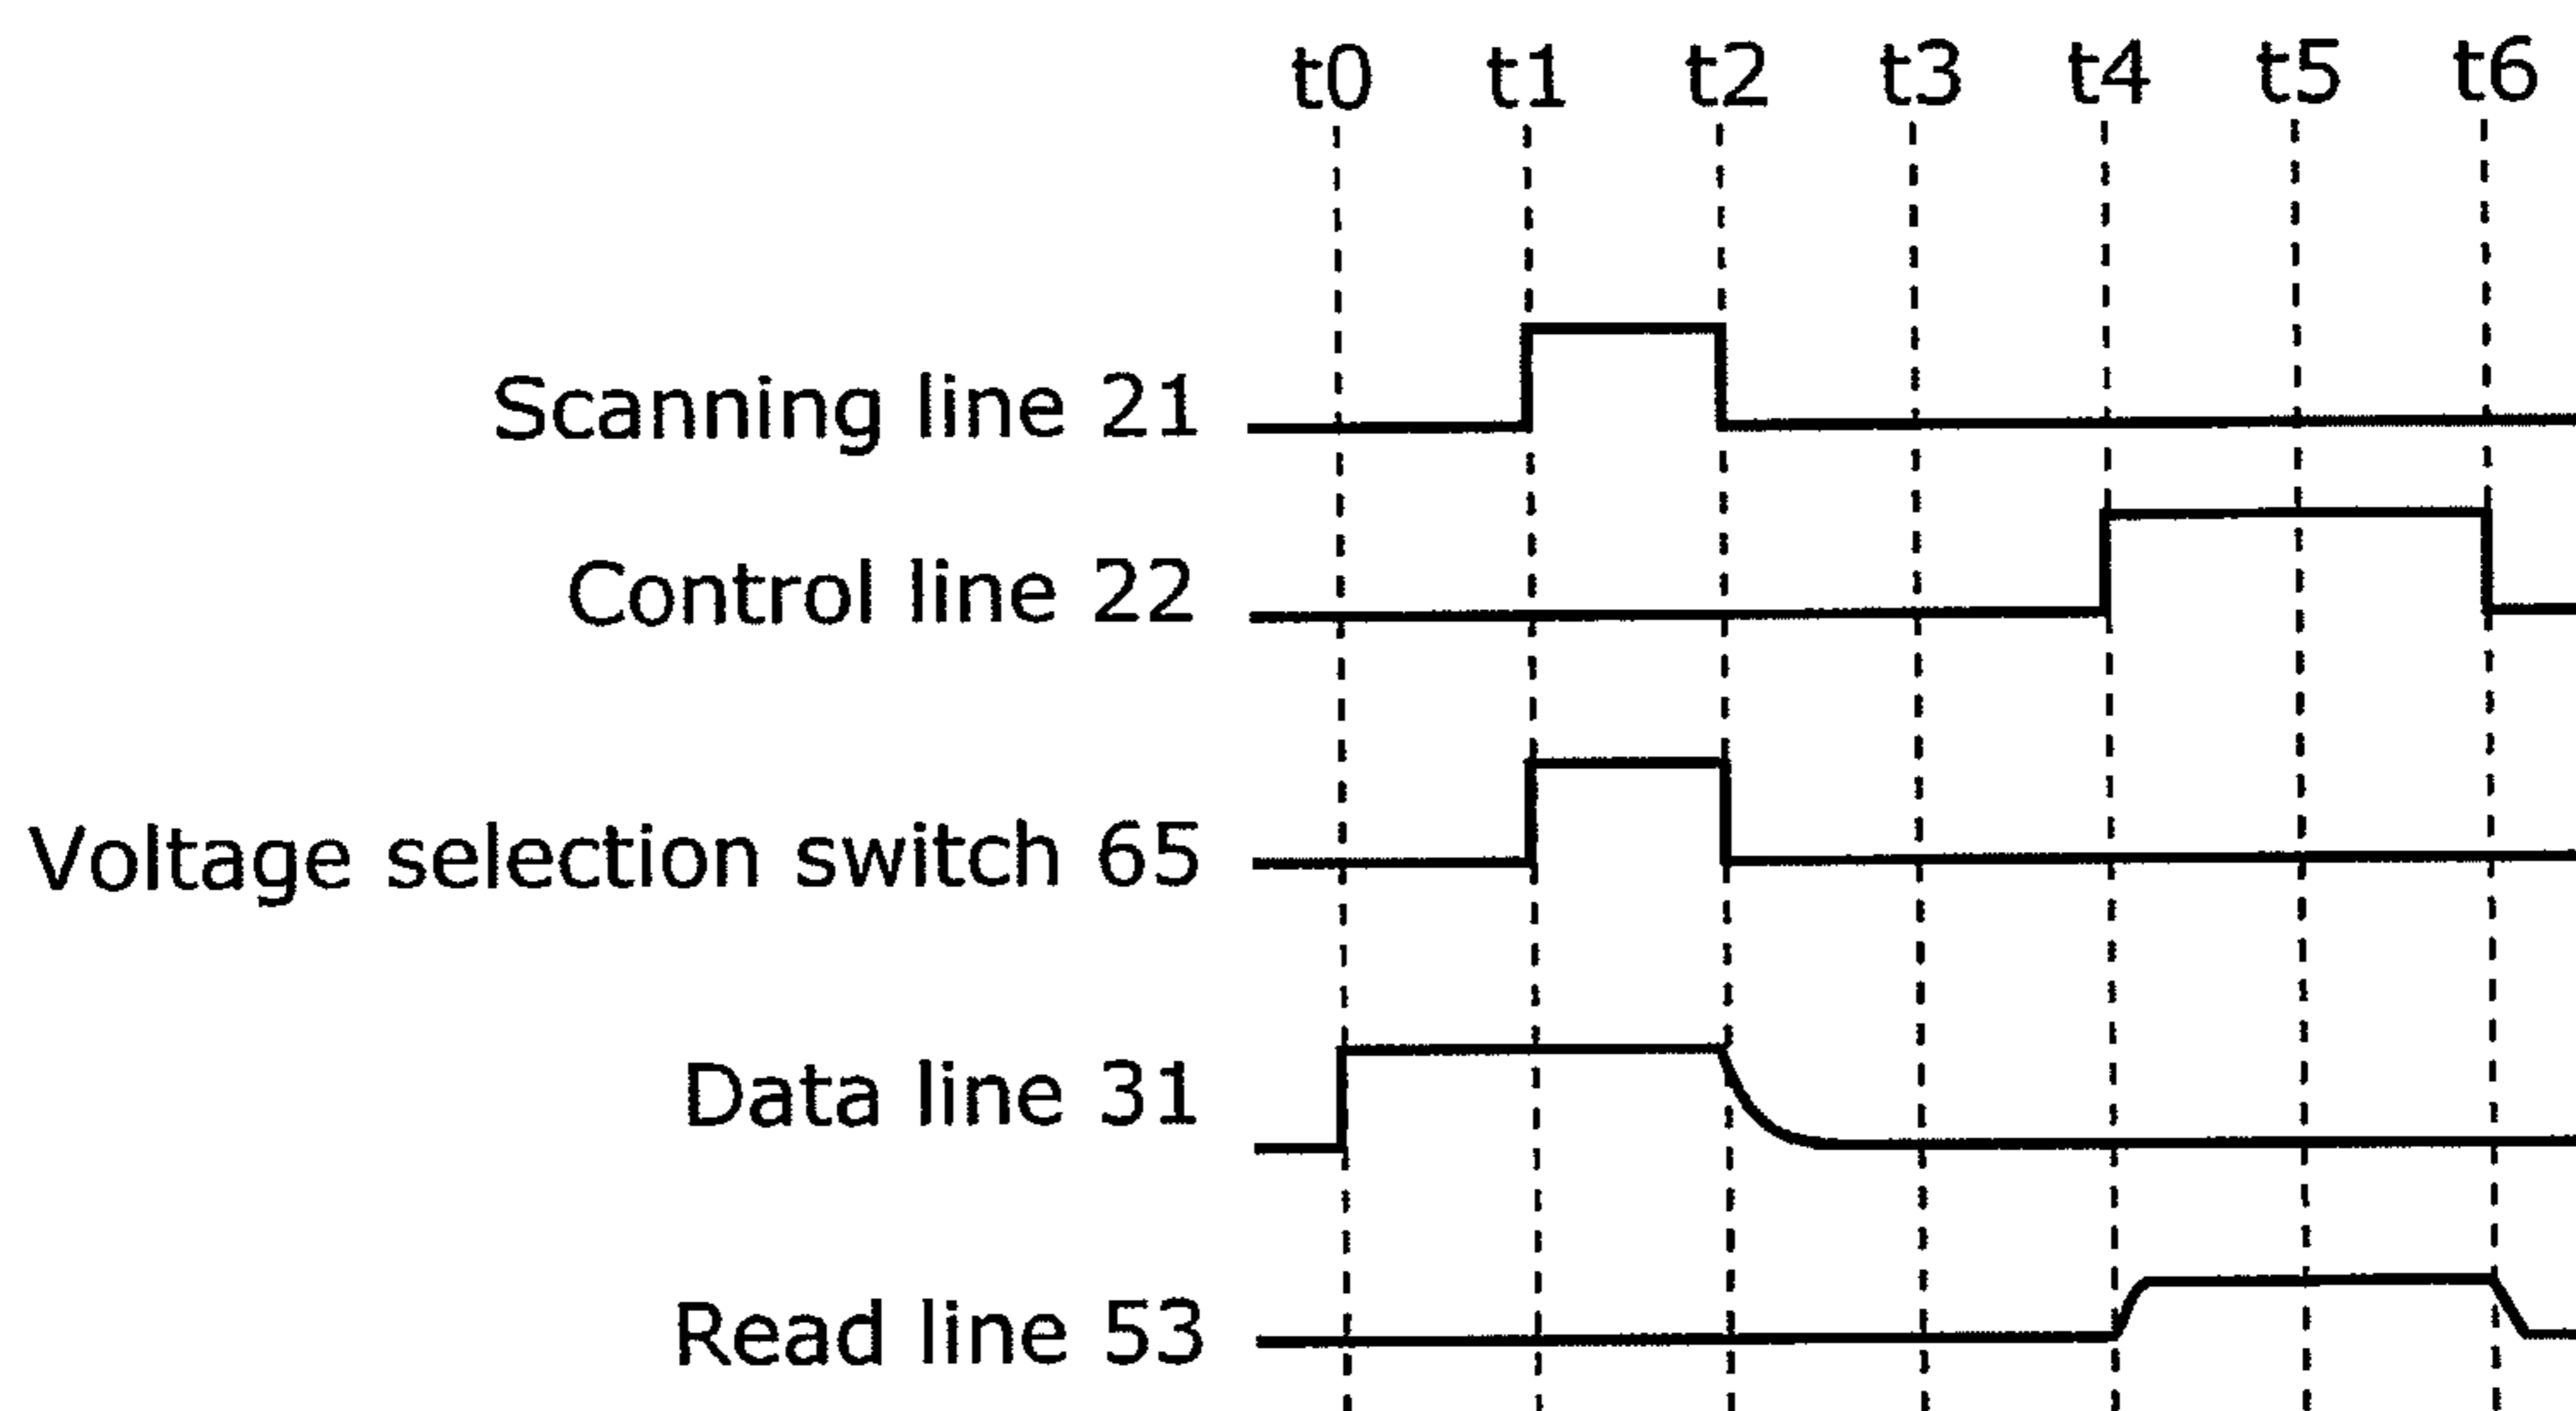 t0 t1 t2 t3 t4 t5 t6
Scanning line 21
Control line 22
Voltage selection switch 65
Data line 31
Read line 53